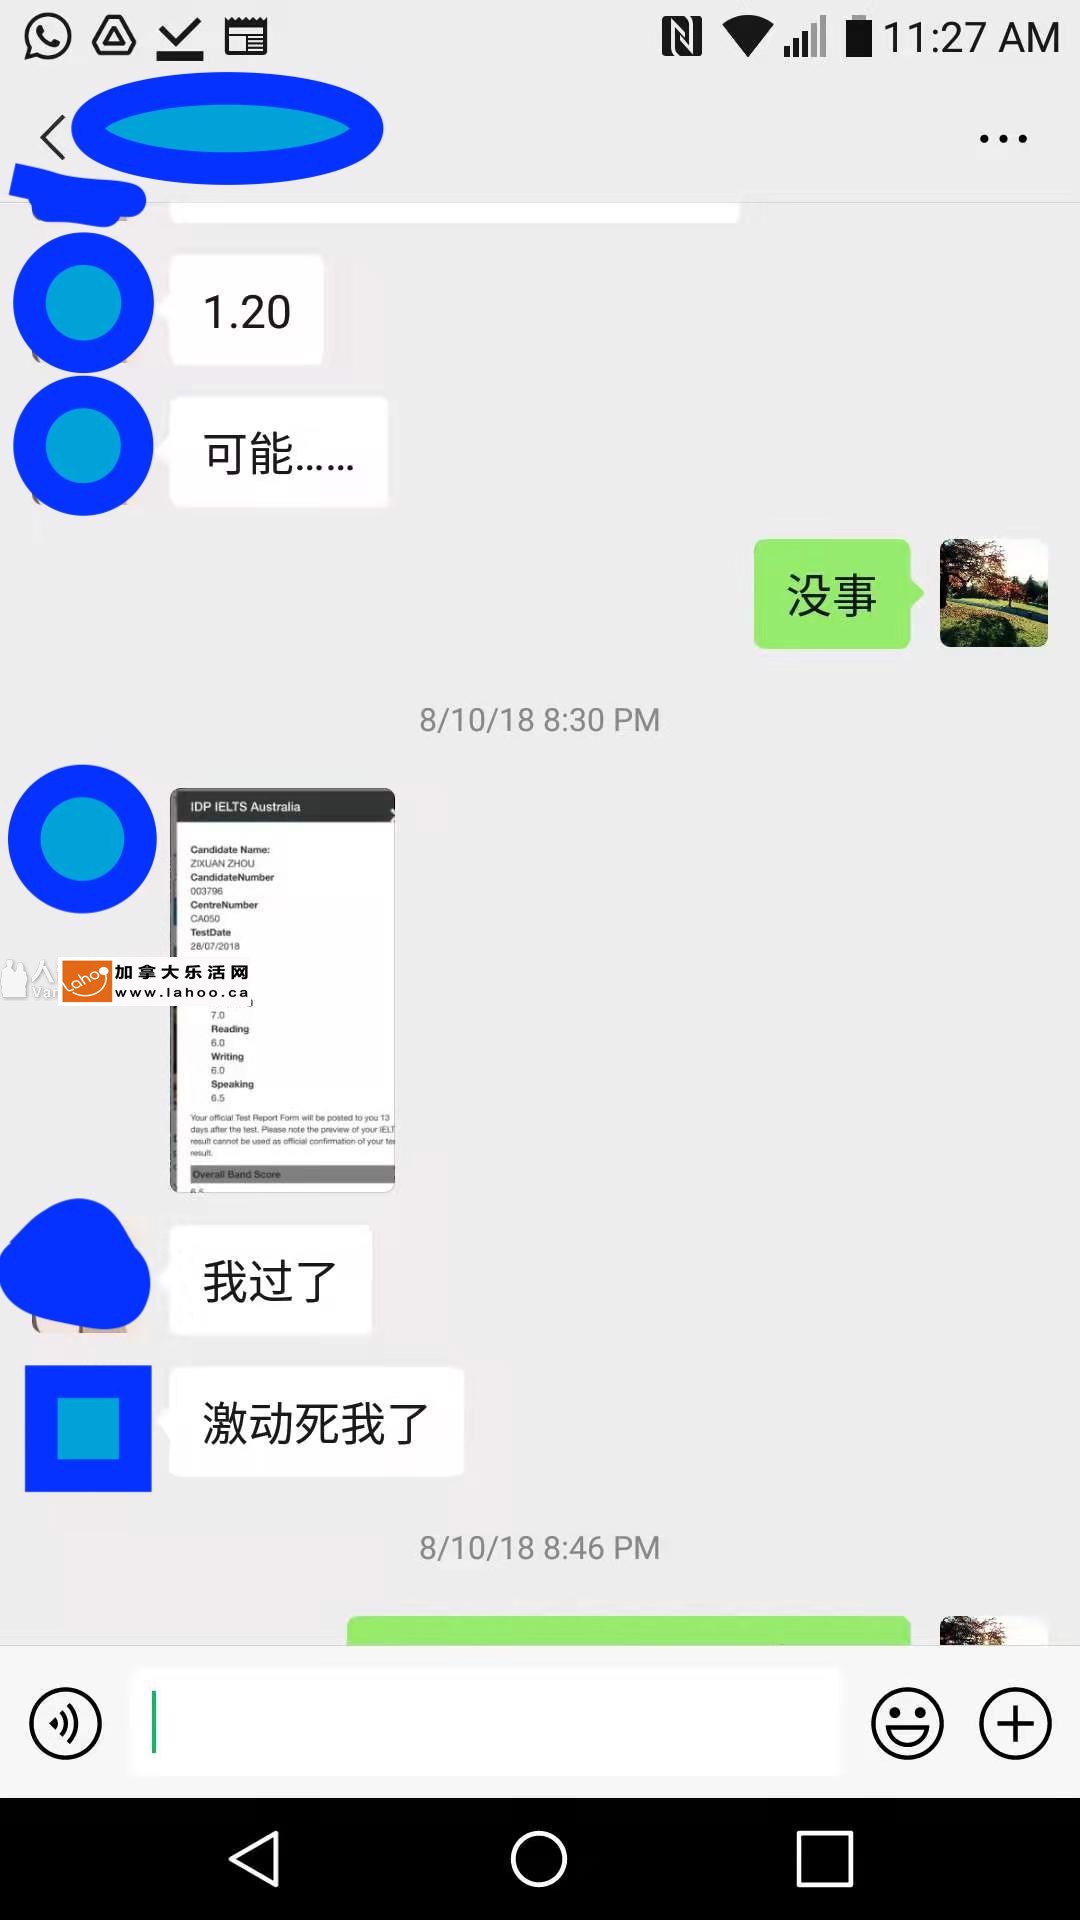 11:27 AM
1.20
可能……
没事
8/10/18 8:30 PM
IDP IELTS Australia
Candidate Name:
ZIXUAN ZHOU
CandidateNumber
003796
CentreNumber
CA050
TestDate
28/07/2018
人
Van
Lahoo
加拿大乐活网
www.lahoo.ca
7.0
Reading
6.0
Writing
6.0
Speaking
6.5
Your official Test Report Form will be posted to you 13
days after the test. Please note the preview of your IELT
result cannot be used as official confirmation of your te
result.
Overall Band Score
6.5
我过了
激动死我了
8/10/18 8:46 PM